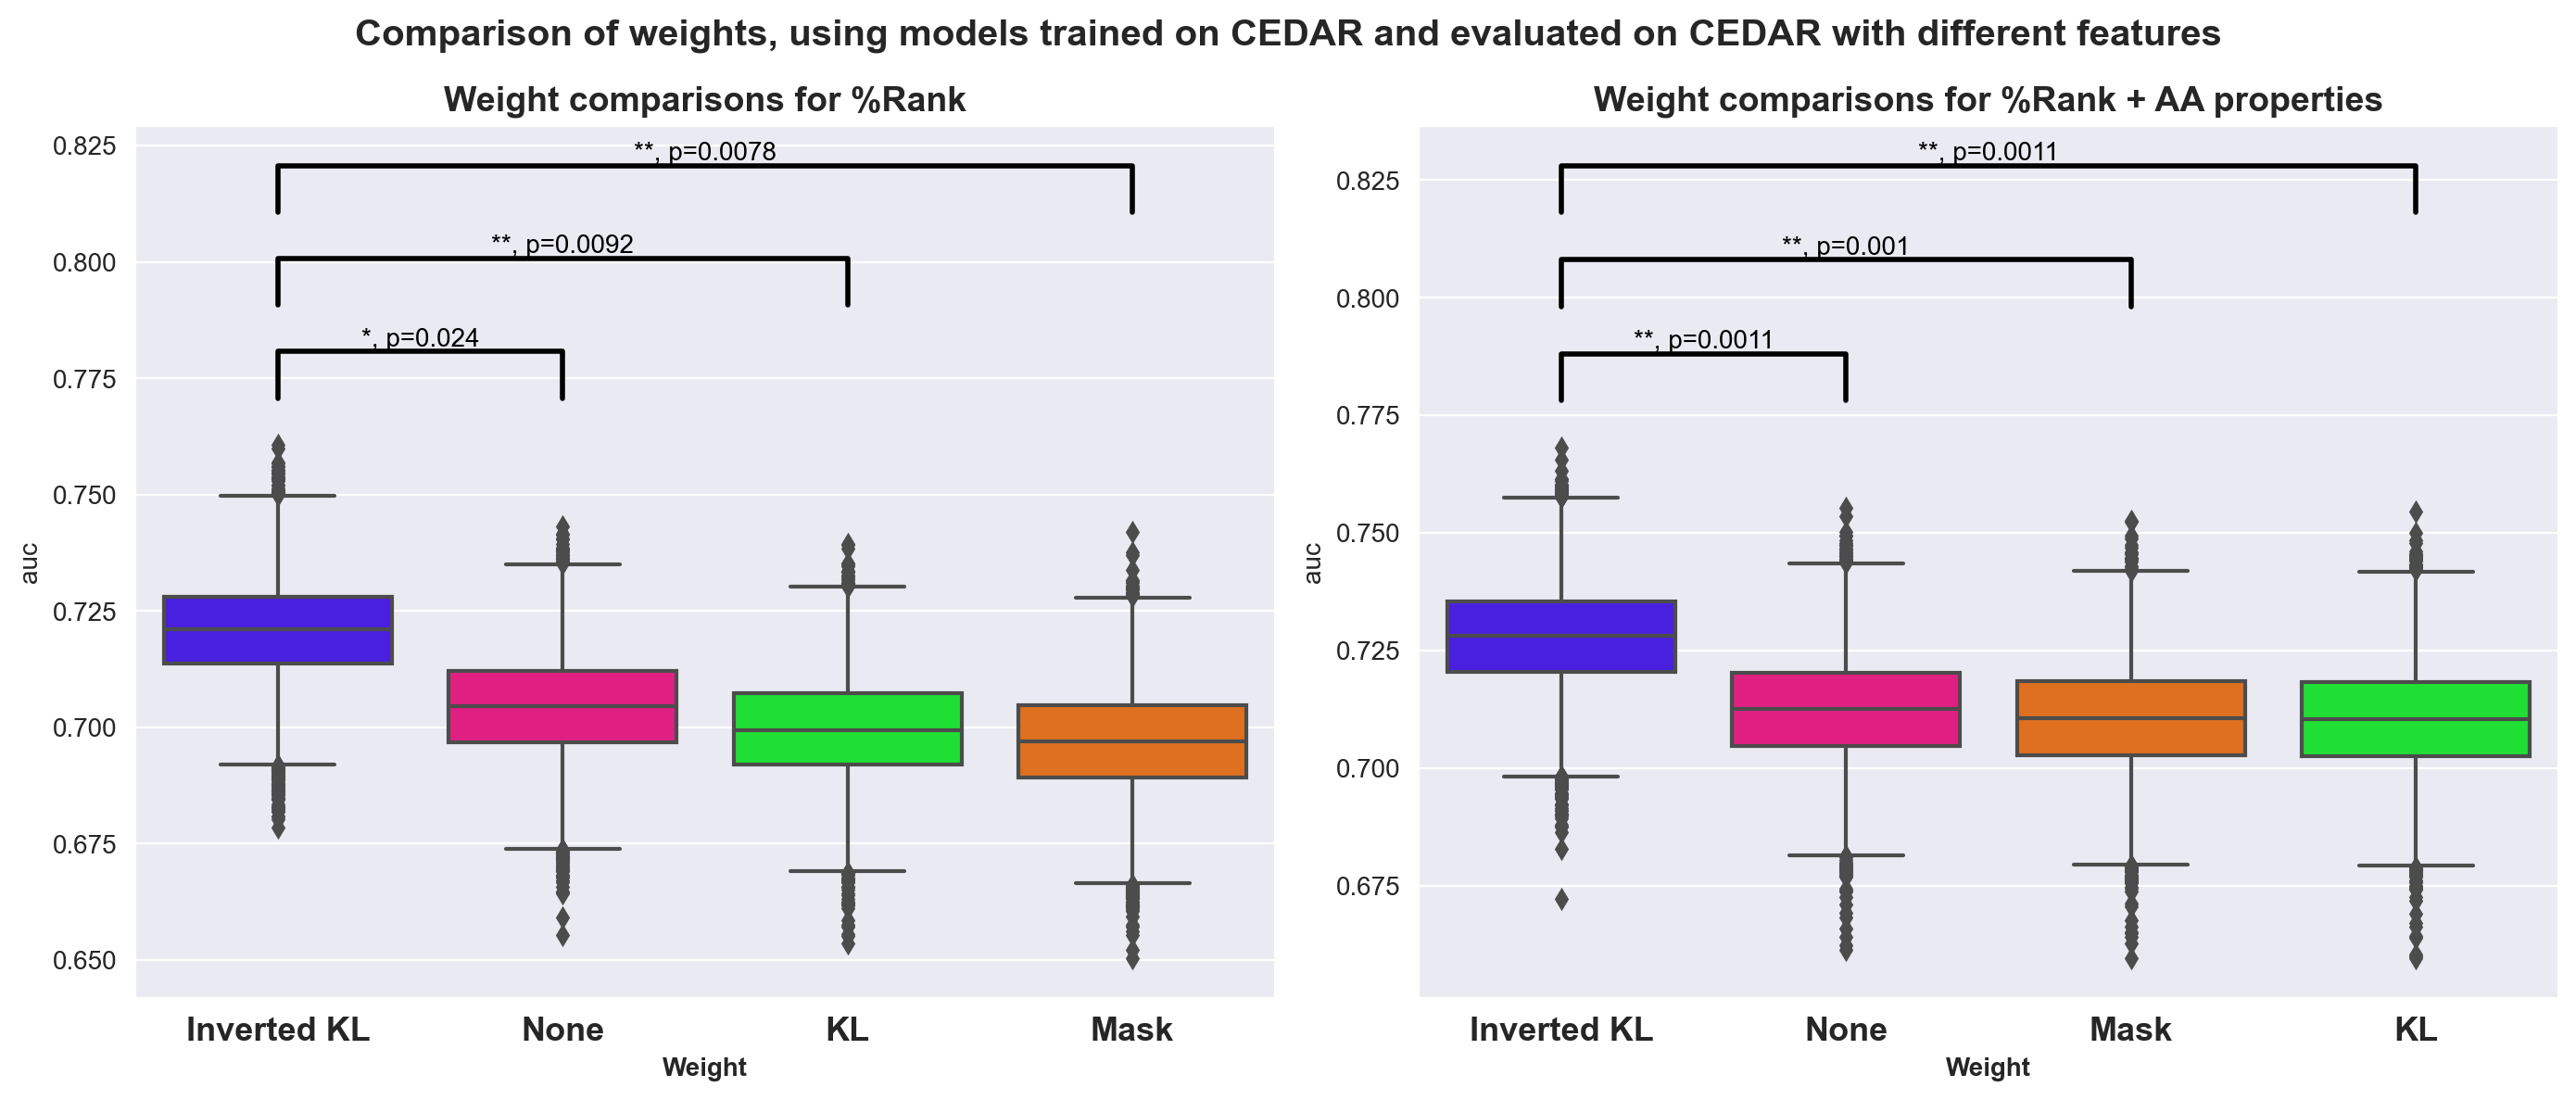 Comparison of weights, using models trained on CEDAR and evaluated on CEDAR with different features
Weight comparisons for %Rank
0.825
0.800
0.775
0.750
0.725
0.700
0.675
0.650
auc
**, p=0.0078
**, p=0.0092
*, p=0.024
Inverted KL
None
KL
Mask
Weight
Weight comparisons for %Rank + AA properties
0.825
0.800
0.775
0.750
0.725
0.700
0.675
auc
**, p=0.0011
**, p=0.001
**, p=0.0011
Inverted KL
None
Mask
KL
Weight